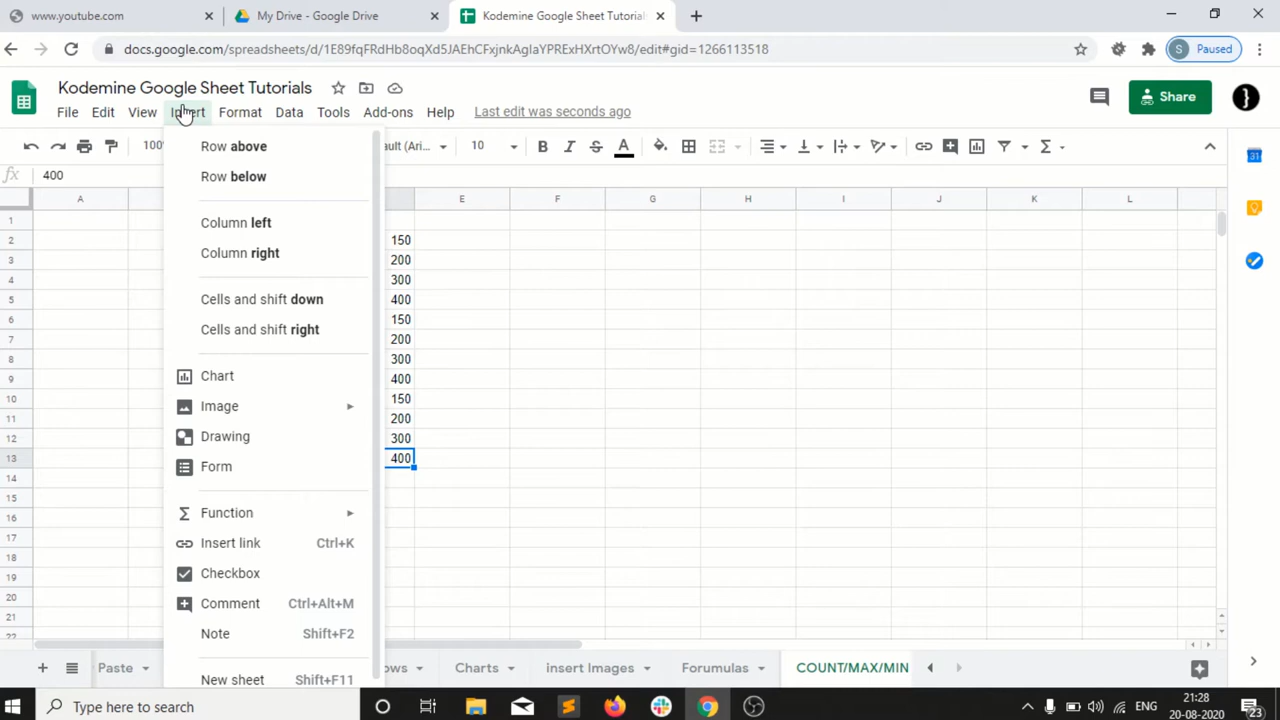 www.youtube.com
My Drive - Google Drive
Kodemine Google Sheet Tutorials
docs.google.com/spreadsheets/d/1E89fqFRdHb8oqXd5JAEhCFxjnkAgIaYPRExHXrtOYw8/edit#gid=1266113518
S Paused
Kodemine Google Sheet Tutorials
File Edit View Insert Format Data Tools Add-ons Help Last edit was seconds ago
Share
10 B I S A Σ
31
fx 400
A E F G H I J K L
1
2 150
3 200
4 300
5 400
6 150
7 200
8 300
9 400
10 150
11 200
12 300
13 400
14
15
16
17
18
19
20
21
22
Row above
Row below
Column left
Column right
Cells and shift down
Cells and shift right
Chart
Image
Drawing
Form
Σ Function
Insert link Ctrl+K
Checkbox
Comment Ctrl+Alt+M
Note Shift+F2
New sheet Shift+F11
Paste Charts insert Images Forumulas COUNT/MAX/MIN
Type here to search
ENG
21:28
20-08-2020
23